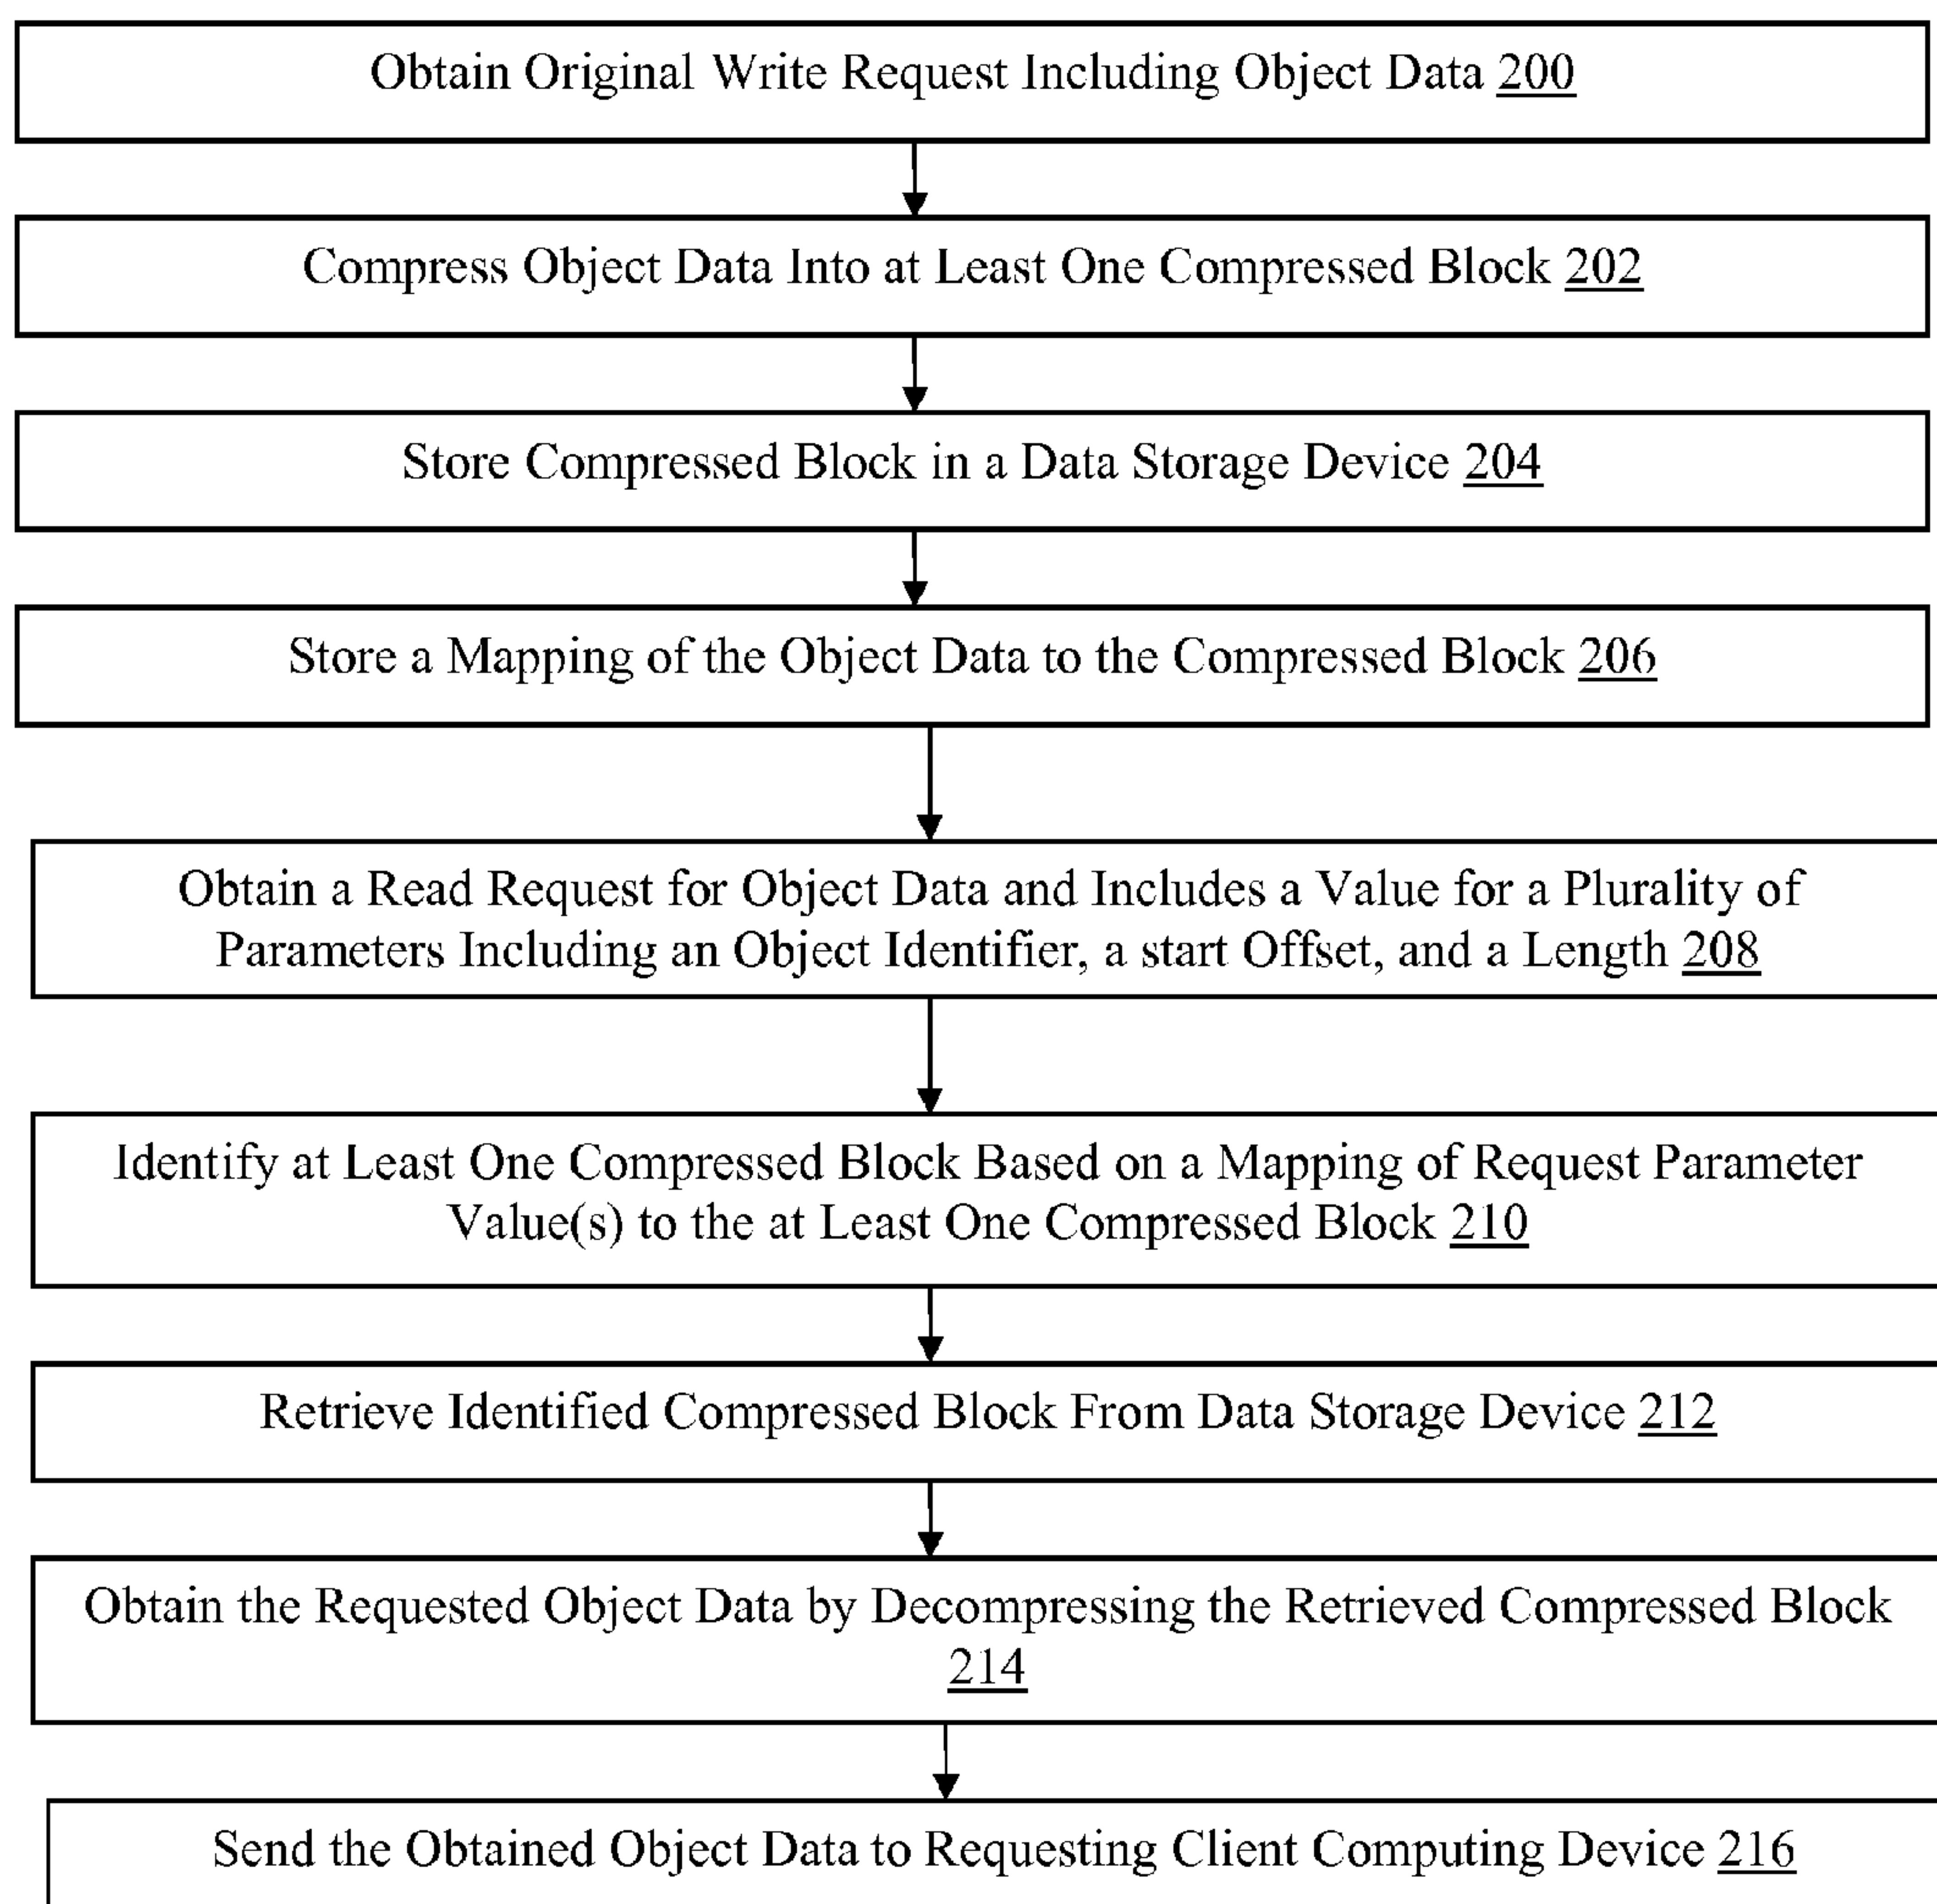 Obtain Original Write Request Including Object Data 200
Compress Object Data Into at Least One Compressed Block 202
Store Compressed Block in a Data Storage Device 204
Store a Mapping of the Object Data to the Compressed Block 206
Obtain a Read Request for Object Data and Includes a Value for a Plurality of
Parameters Including an Object Identifier, a start Offset, and a Length 208
Identify at Least One Compressed Block Based on a Mapping of Request Parameter
Value(s) to the at Least One Compressed Block 210
Retrieve Identified Compressed Block From Data Storage Device 212
Obtain the Requested Object Data by Decompressing the Retrieved Compressed Block
214
Send the Obtained Object Data to Requesting Client Computing Device 216